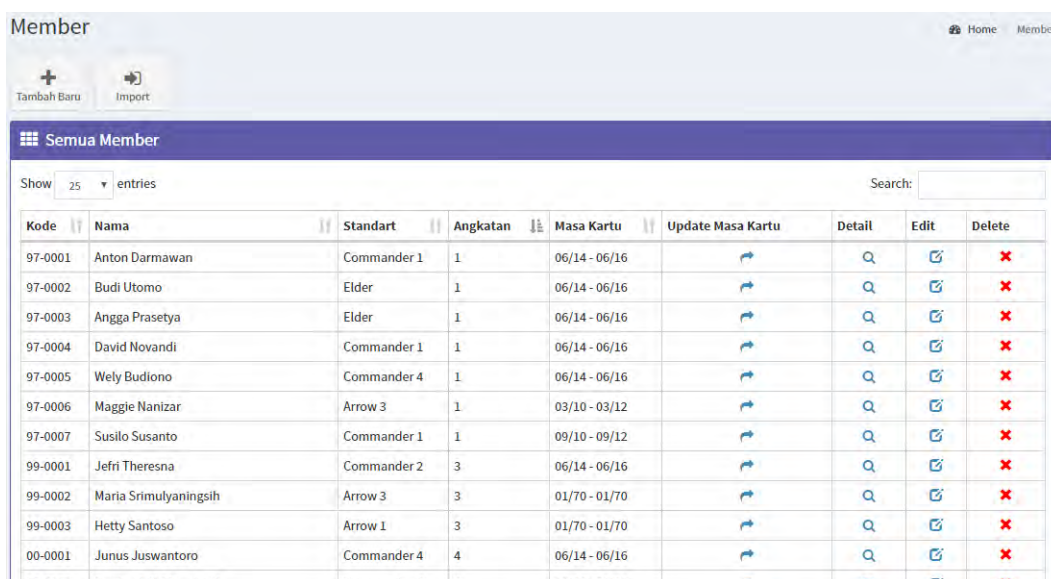 Member
Home Membe
Tambah Baru Import
Semua Member
Show 25 entries Search:
Kode Nama Standart Angkatan Masa Kartu Update Masa Kartu Detail Edit Delete
97-0001 Anton Darmawan Commander 1 1 06/14 - 06/16
97-0002 Budi Utomo Elder 1 06/14 - 06/16
97-0003 Angga Prasetya Elder 1 06/14 - 06/16
97-0004 David Novandi Commander 1 1 06/14 - 06/16
97-0005 Wely Budiono Commander 4 1 06/14 - 06/16
97-0006 Maggie Nanizar Arrow 3 1 03/10 - 03/12
97-0007 Susilo Susanto Commander 1 1 09/10 - 09/12
99-0001 Jefri Theresna Commander 2 3 06/14 - 06/16
99-0002 Maria Srimulyaningsih Arrow 3 3 01/70 - 01/70
99-0003 Hetty Santoso Arrow 1 3 01/70 - 01/70
00-0001 Junus Juswantoro Commander 4 4 06/14 - 06/16